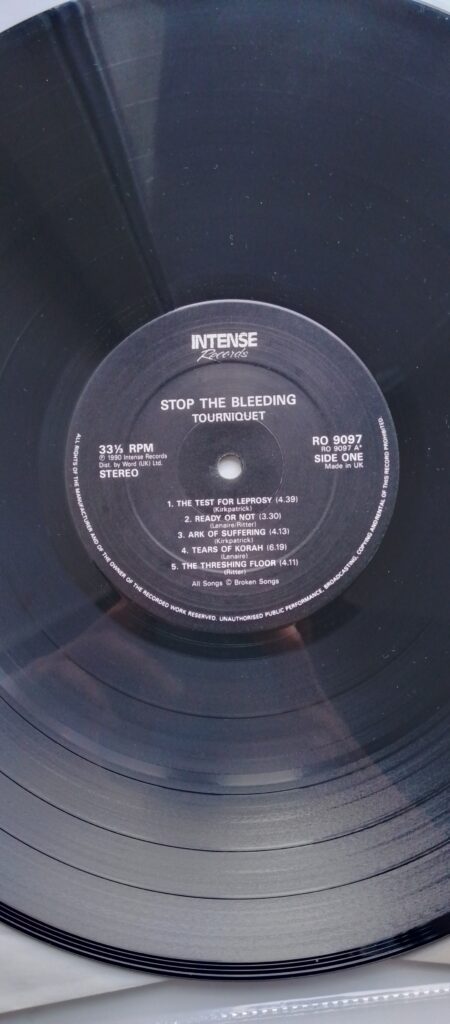 INTENSE
Records
STOP THE BLEEDING
TOURNIQUET
33⅓ RPM
℗ 1990 Intense Records
Dist. by Word (UK) Ltd.
STEREO
RO 9097
RO 9097 A*
SIDE ONE
Made in UK
1. THE TEST FOR LEPROSY (4.39)
(Kirkpatrick)
2. READY OR NOT (3.30)
(Lenaire/Ritter)
3. ARK OF SUFFERING (4.13)
(Kirkpatrick)
4. TEARS OF KORAH (6.19)
(Lenaire)
5. THE THRESHING FLOOR (4.11)
(Ritter)
All Songs © Broken Songs
ALL RIGHTS OF THE MANUFACTURER AND OF THE OWNER OF THE RECORDED WORK RESERVED. UNAUTHORISED PUBLIC PERFORMANCE, BROADCASTING, COPYING AND RENTAL OF THIS RECORD PROHIBITED.